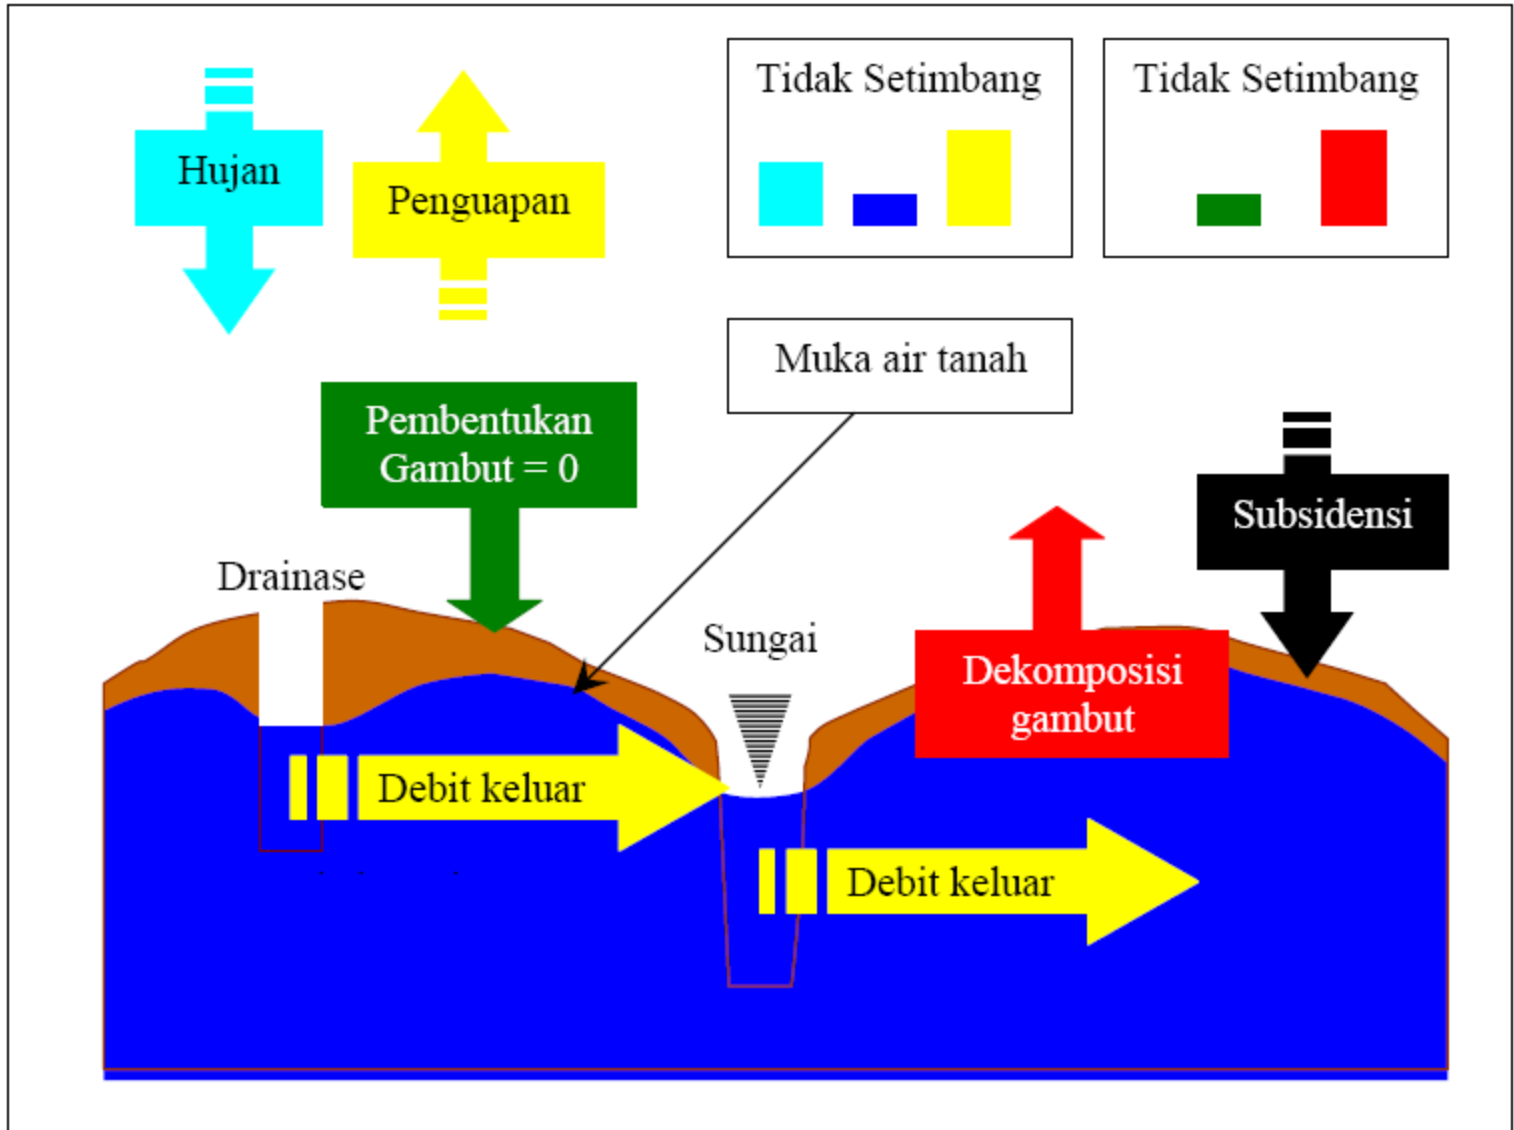 Tidak Setimbang
Tidak Setimbang
Hujan
Penguapan
Muka air tanah
Pembentukan
Gambut = 0
Subsidensi
Drainase
Sungai
Dekomposisi
gambut
Debit keluar
Debit keluar